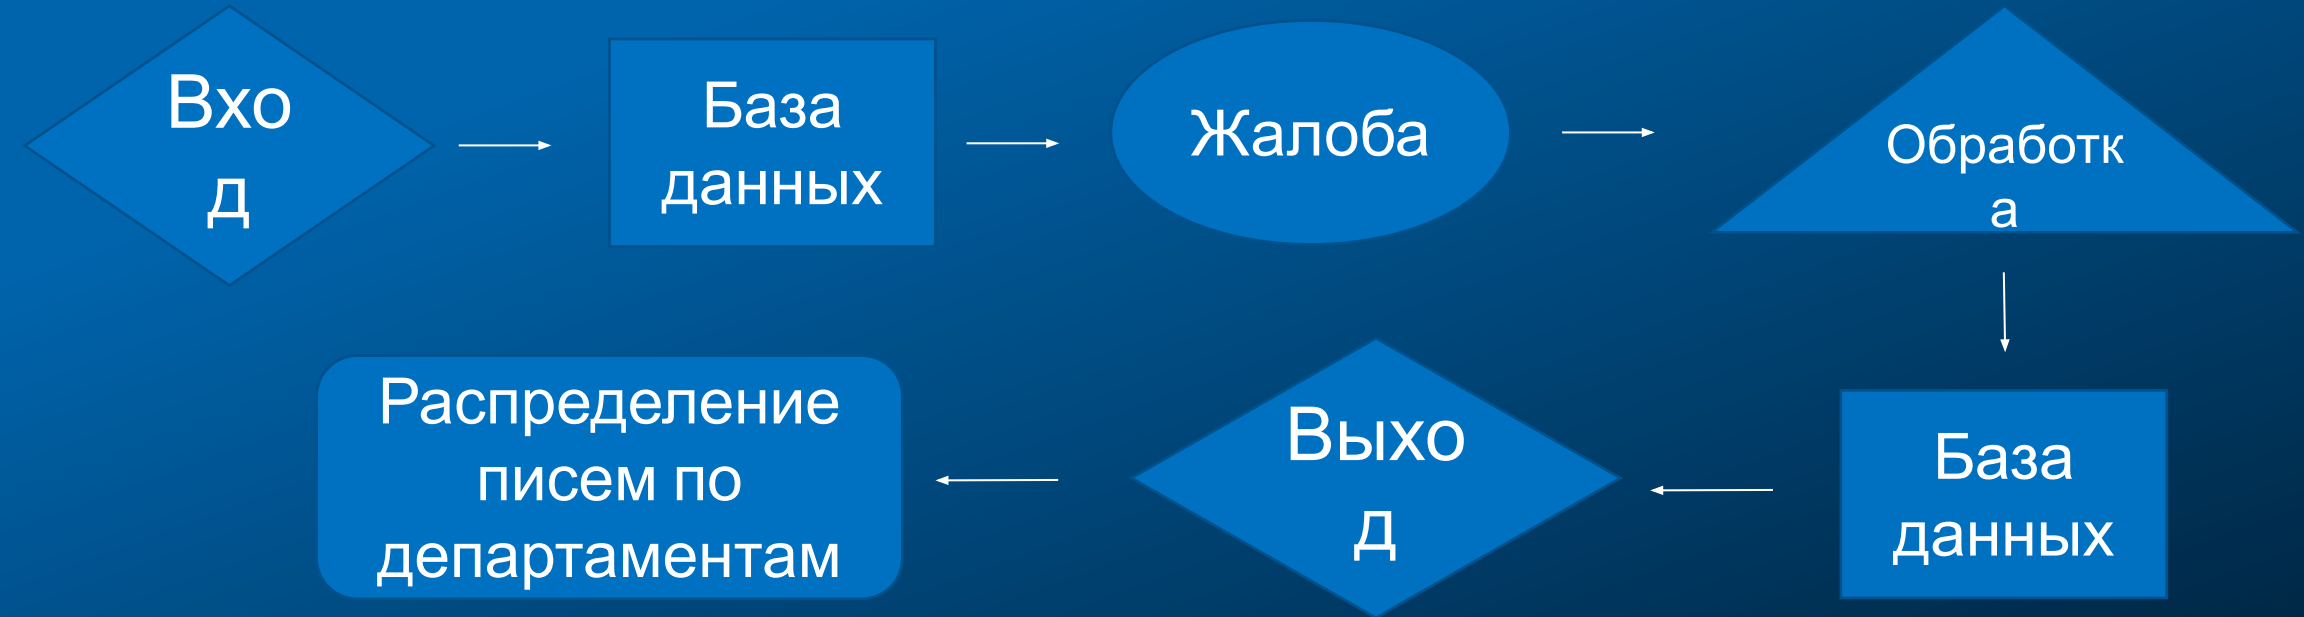 Вхо
д
База
данных
Жалоба
Обработк
а
База
данных
Выхо
д
Распределение
писем по
департаментам